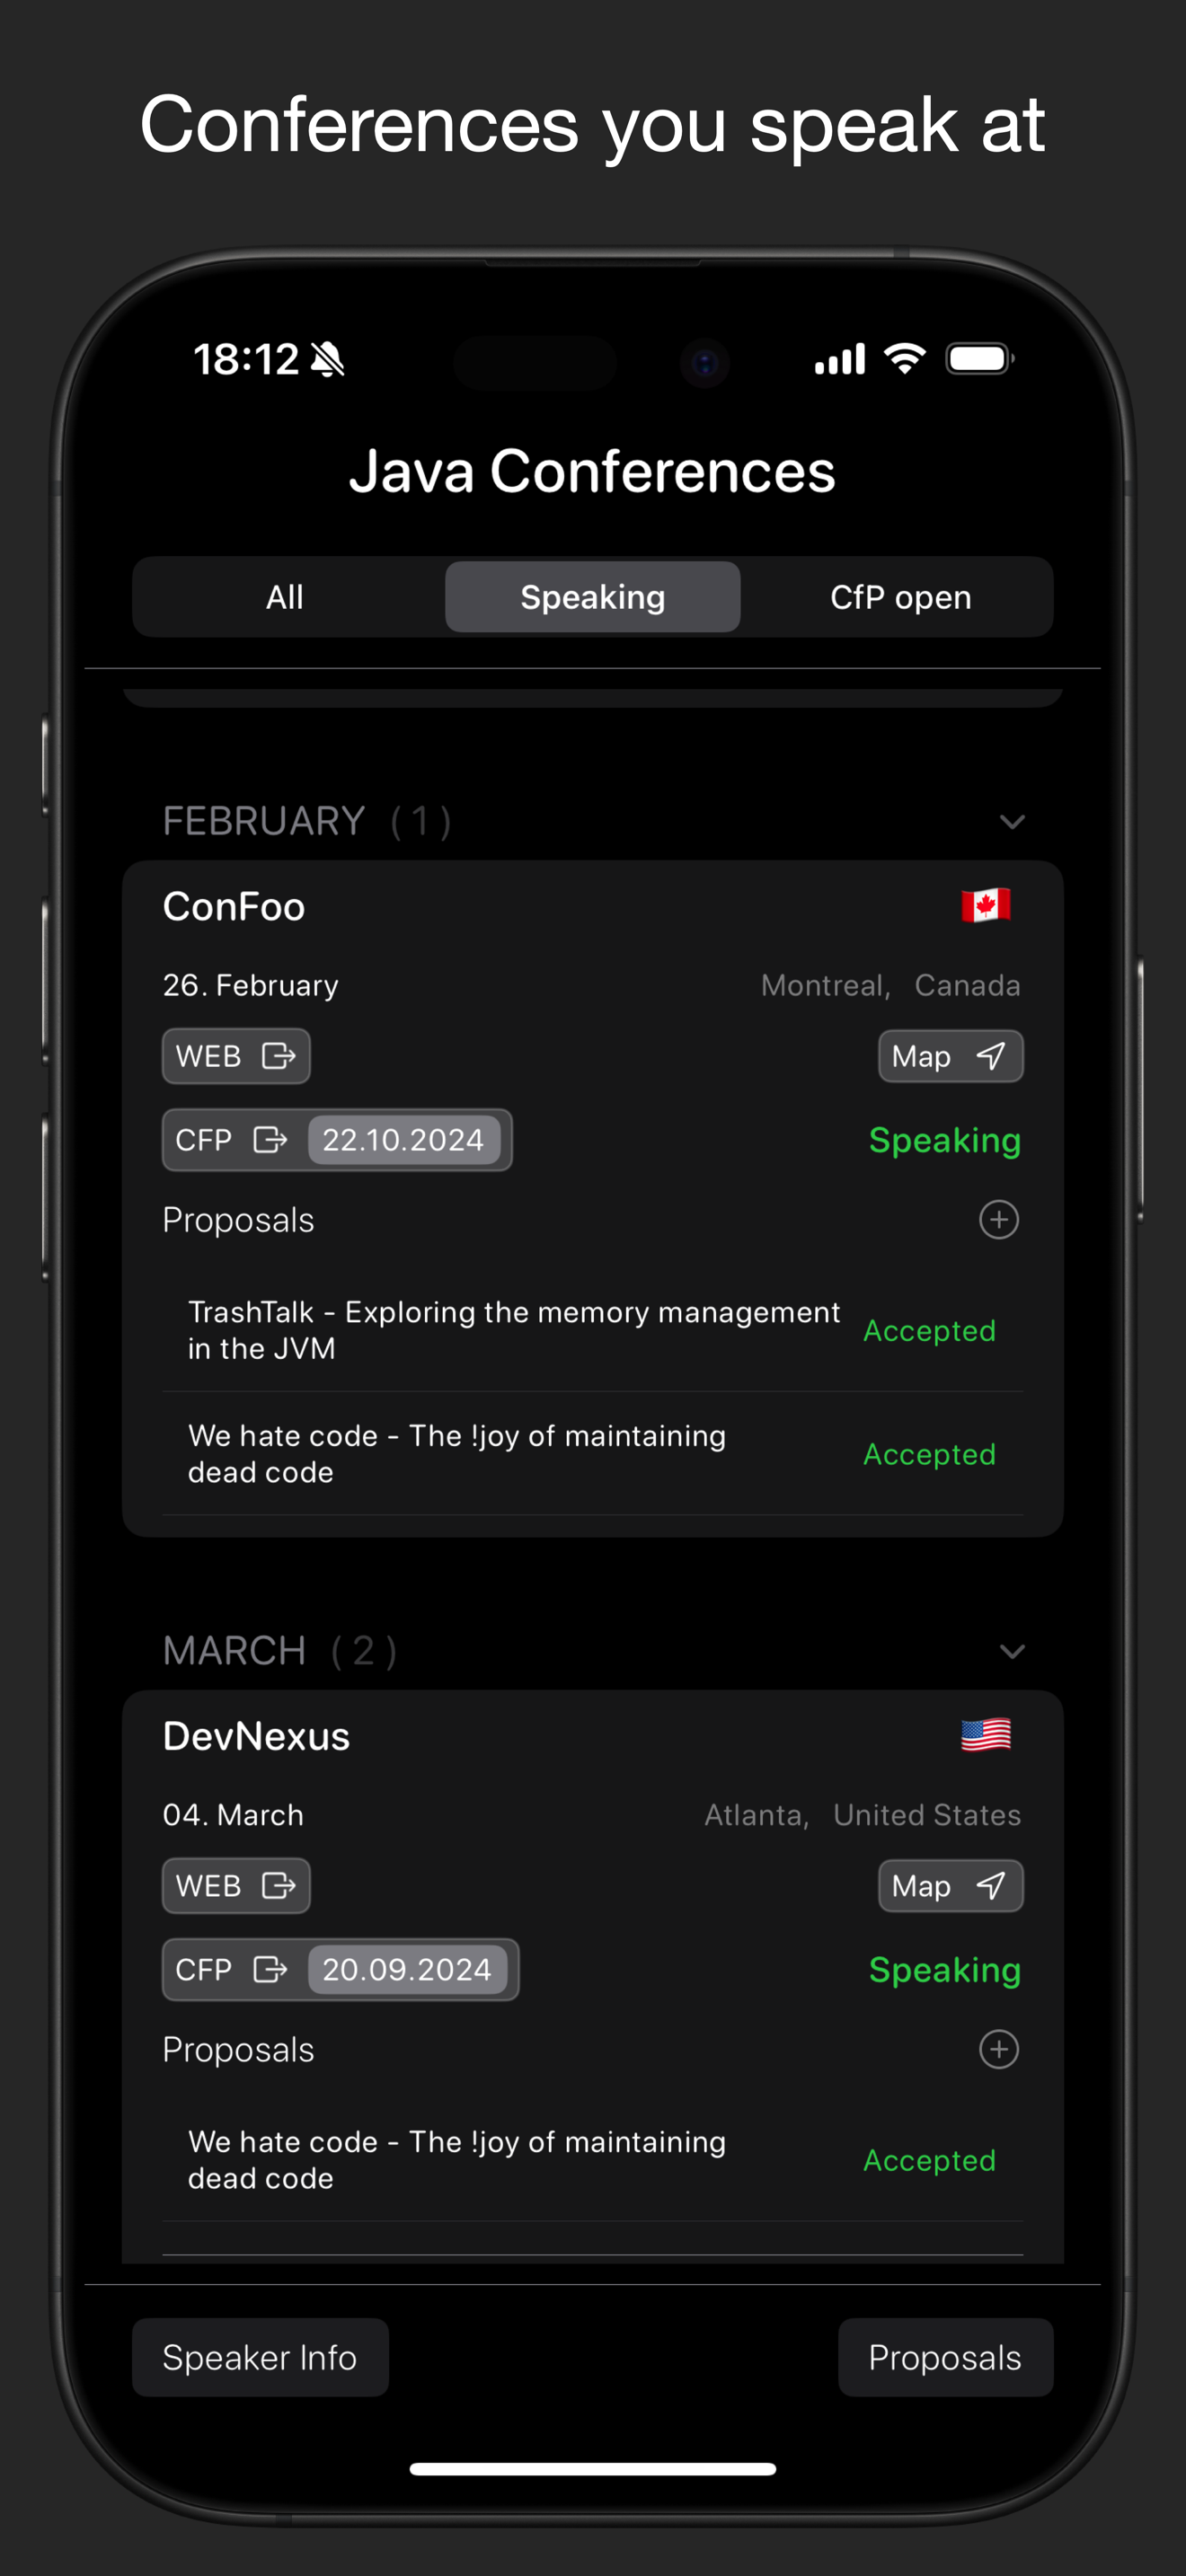 Conferences you speak at
18:12
Java Conferences
All Speaking CfP open
FEBRUARY (1)
ConFoo
26. February Montreal, Canada
WEB Map
CFP 22.10.2024 Speaking
Proposals
TrashTalk - Exploring the memory management
in the JVM
Accepted
We hate code - The !joy of maintaining
dead code
Accepted
MARCH (2)
DevNexus
04. March Atlanta, United States
WEB Map
CFP 20.09.2024 Speaking
Proposals
We hate code - The !joy of maintaining
dead code
Accepted
Speaker Info Proposals